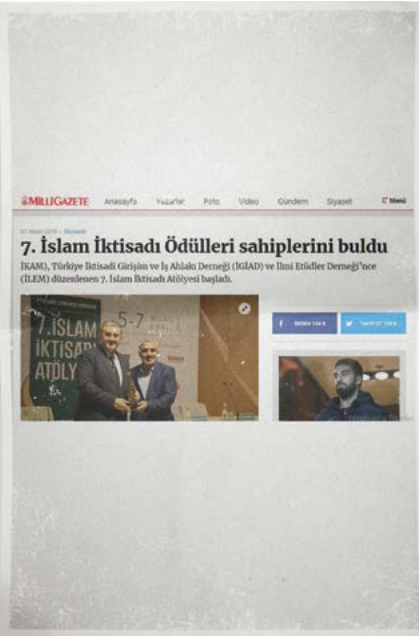 MİLLİ GAZETE Anasayfa Yazarlar Foto Video Gündem Siyaset Menü
7. İslam İktisadı Ödülleri sahiplerini buldu
İKAM), Türkiye İktisadi Girişim ve İş Ahlakı Derneği (İGİAD) ve İlmi Etüdler Derneği'nce
(İLEM) düzenlenen 7. İslam İktisadı Atölyesi başladı.
7.İSLAM
İKTİSADI
ATÖLY
5-7